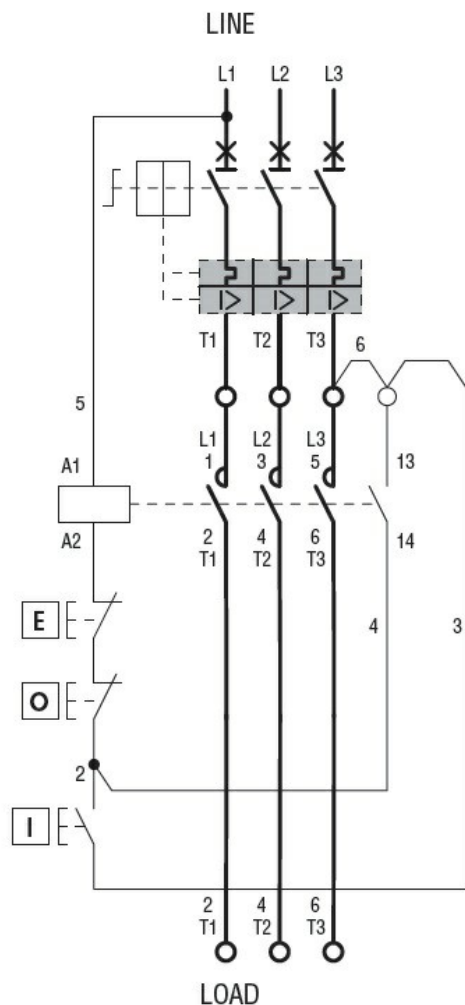 LINE
L1 L2 L3
I> I> I>
T1 T2 T3
6
5
L1 L2 L3
1 3 5 13
A1
A2
2 4 6 14
T1 T2 T3
E
4 3
O
2
I
2 4 6
T1 T2 T3
LOAD